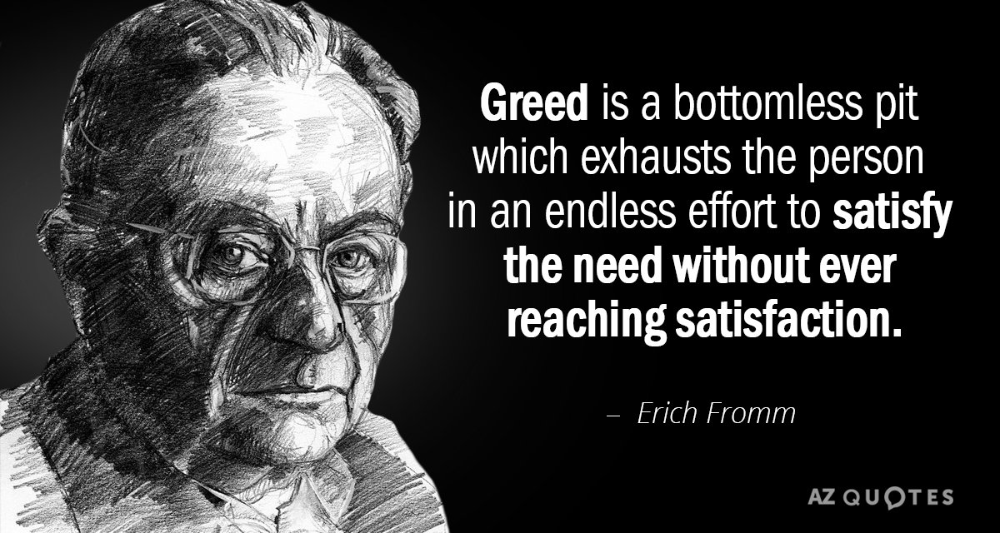 Greed is a bottomless pit
which exhausts the person
in an endless effort to satisfy
the need without ever
reaching satisfaction.
– Erich Fromm
AZ QUOTES